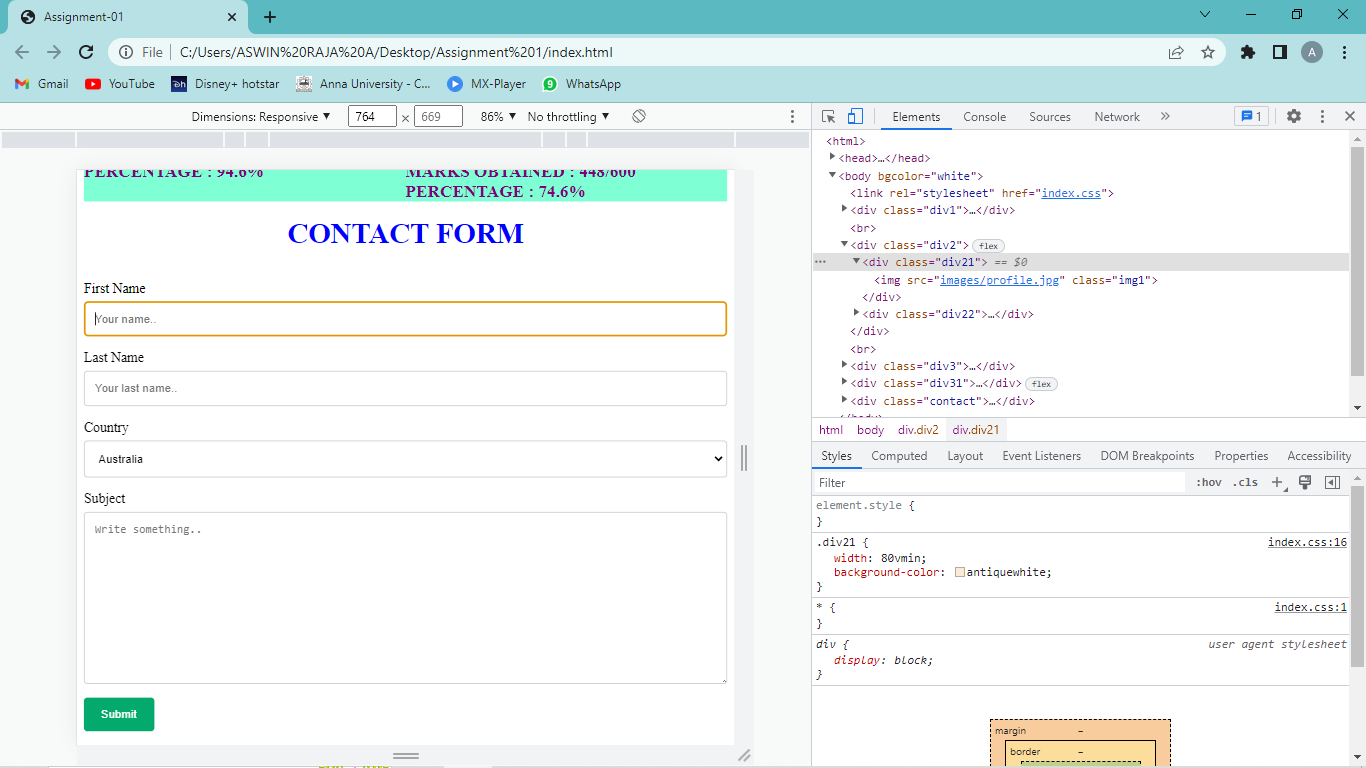 Assignment-01
File C:/Users/ASWIN%20RAJA%20A/Desktop/Assignment%201/index.html A
Gmail YouTube Disney+ hotstar Anna University - C... MX-Player 9 WhatsApp
Dimensions: Responsive ▼ 764 × 669 86% ▼ No throttling ▼
PERCENTAGE : 94.6% MARKS OBTAINED : 448/600
PERCENTAGE : 74.6%
CONTACT FORM
First Name
Your name..
Last Name
Your last name..
Country
Australia
Subject
Write something..
Submit
Elements Console Sources Network » 1
<html>
<head>…</head>
<body bgcolor="white">
<link rel="stylesheet" href="index.css">
<div class="div1">…</div>
<br>
<div class="div2"> flex
<div class="div21"> == $0
<img src="images/profile.jpg" class="img1">
</div>
<div class="div22">…</div>
</div>
<br>
<div class="div3">…</div>
<div class="div31">…</div> flex
<div class="contact">…</div>
html body div.div2 div.div21
Styles Computed Layout Event Listeners DOM Breakpoints Properties Accessibility
Filter :hov .cls +
element.style {
}
.div21 { index.css:16
width: 80vmin;
background-color: antiquewhite;
}
* { index.css:1
}
div { user agent stylesheet
display: block;
}
margin –
border –